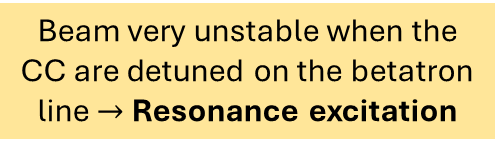 Beam very unstable when the
CC are detuned on the betatron
line → Resonance excitation